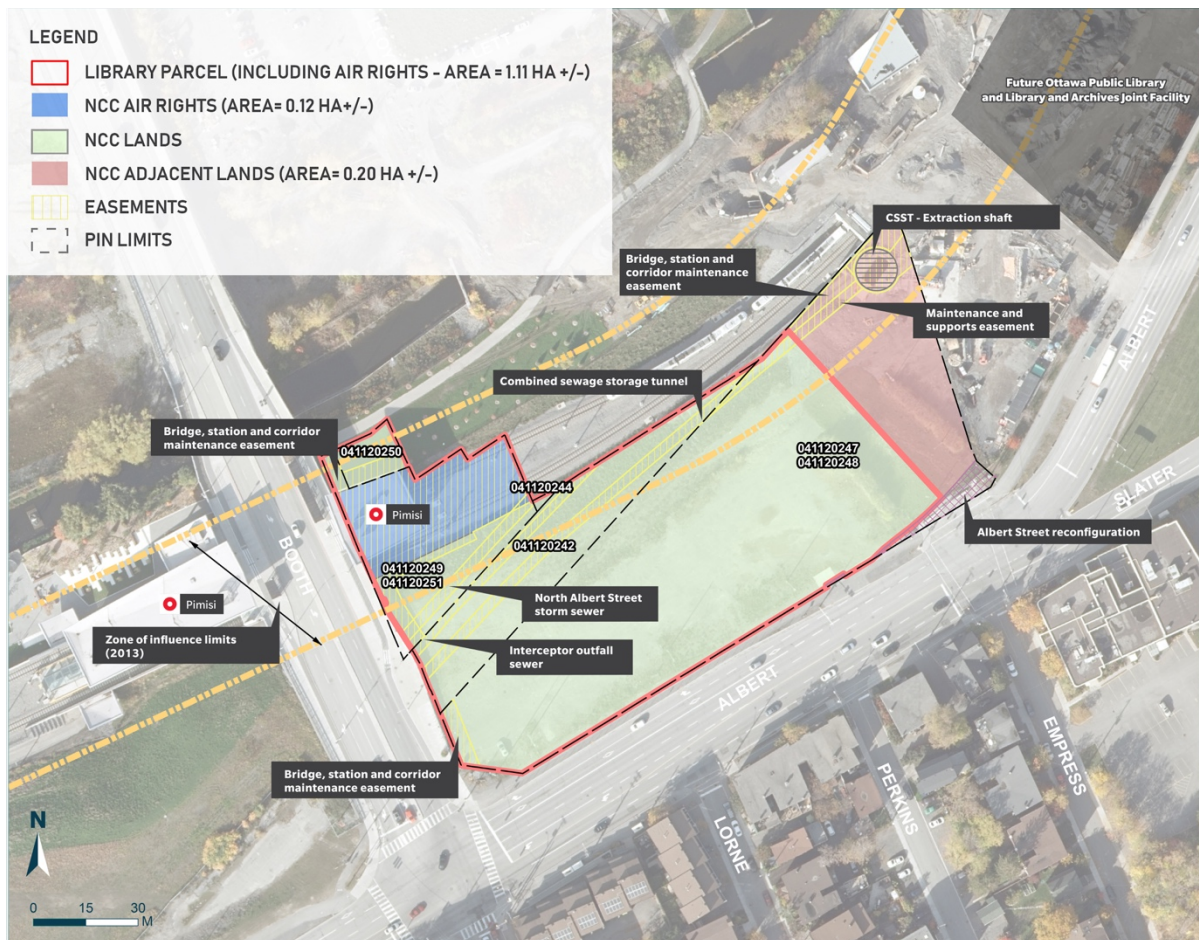 LEGEND
LIBRARY PARCEL (INCLUDING AIR RIGHTS - AREA = 1.11 HA +/-)
NCC AIR RIGHTS (AREA= 0.12 HA+/-)
NCC LANDS
NCC ADJACENT LANDS (AREA= 0.20 HA +/-)
EASEMENTS
PIN LIMITS
Future Ottawa Public Library
and Library and Archives Joint Facility
CSST - Extraction shaft
Bridge, station and
corridor maintenance
easement
Maintenance and
supports easement
ALBERT
Combined sewage storage tunnel
Bridge, station and corridor
maintenance easement
041120250
041120247
041120248
041120244
Pimisi
SLATER
Albert Street reconfiguration
041120242
BOOTH
041120249
041120251
North Albert Street
storm sewer
Pimisi
Zone of influence limits
(2013)
Interceptor outfall
sewer
ALBERT
EMPRESS
Bridge, station and corridor
maintenance easement
PERKINS
LORNE
N
0 15 30
M